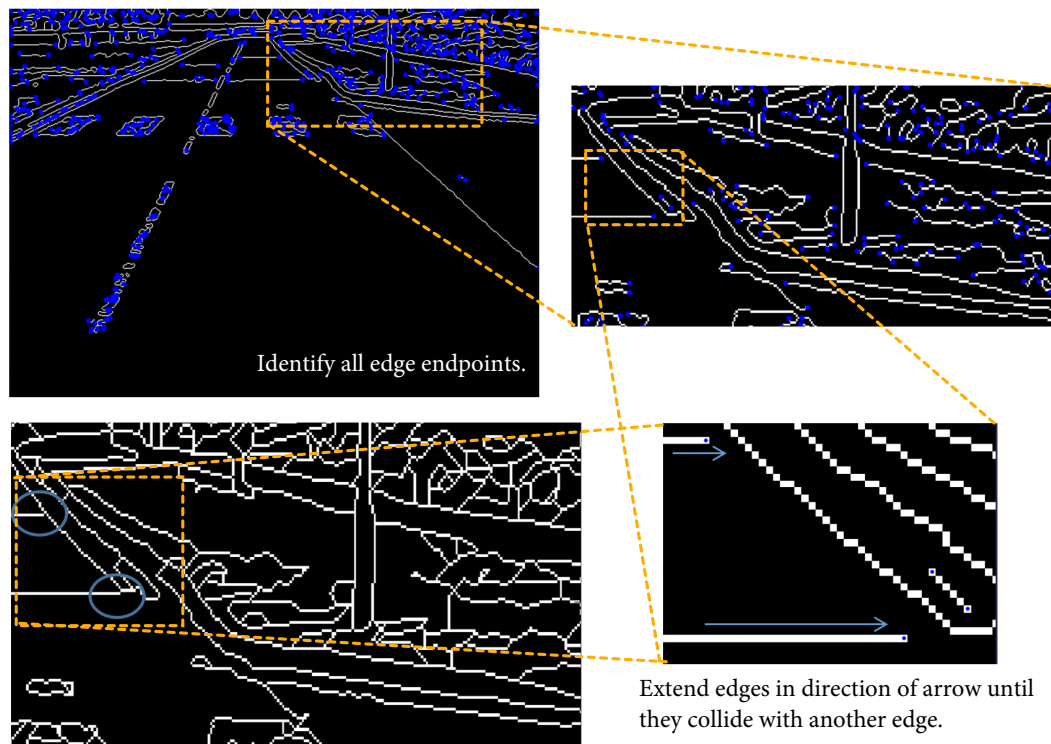 Identify all edge endpoints.
Extend edges in direction of arrow until
they collide with another edge.